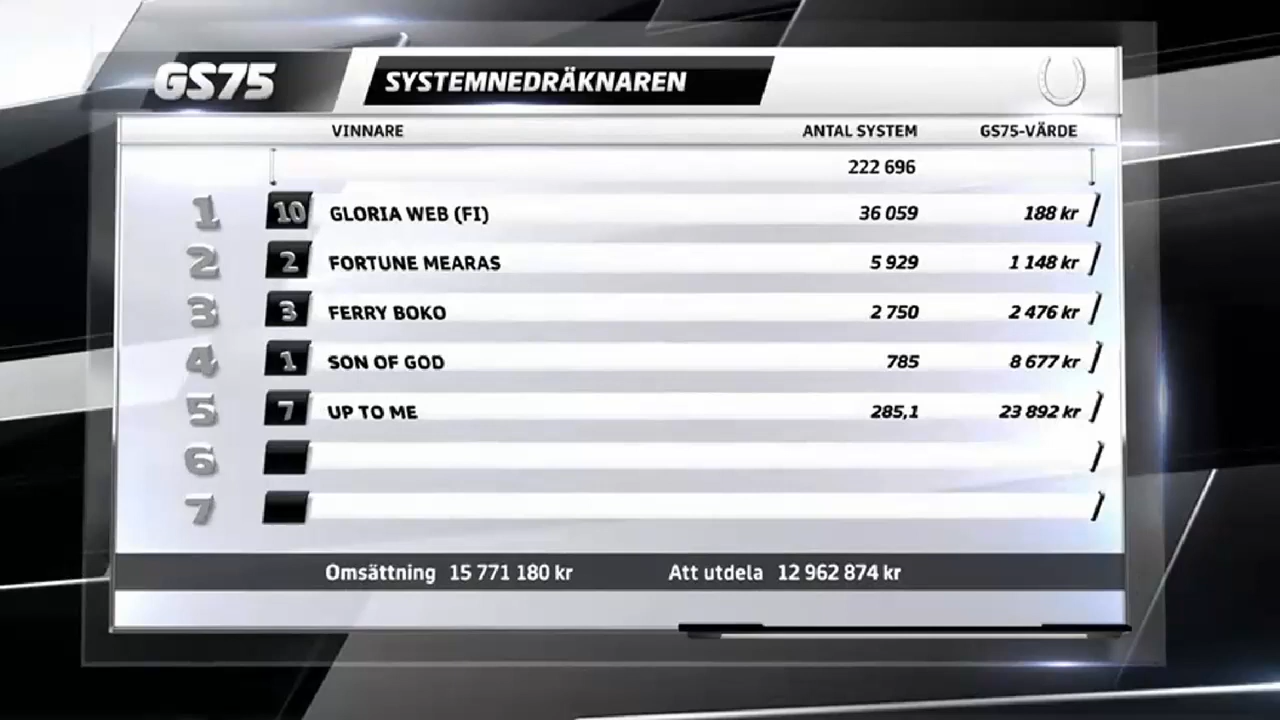 GS75 SYSTEMNEDRÄKNAREN
VINNARE ANTAL SYSTEM GS75-VÄRDE
222 696
1 10 GLORIA WEB (FI) 36 059 188 kr
2 2 FORTUNE MEARAS 5 929 1 148 kr
3 3 FERRY BOKO 2 750 2 476 kr
4 1 SON OF GOD 785 8 677 kr
5 7 UP TO ME 285,1 23 892 kr
6
7
Omsättning 15 771 180 kr Att utdela 12 962 874 kr